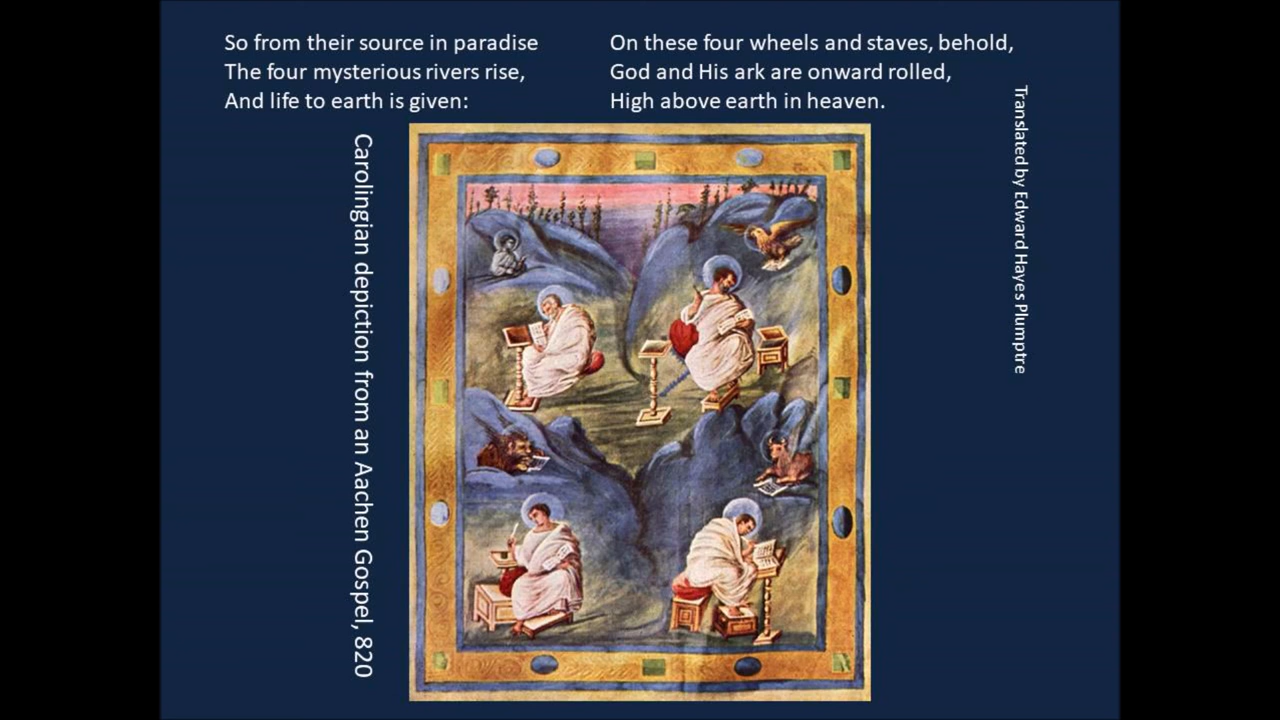 So from their source in paradise
The four mysterious rivers rise,
And life to earth is given:
On these four wheels and staves, behold,
God and His ark are onward rolled,
High above earth in heaven.
Translated by Edward Hayes Plumptre
Carolingian depiction from an Aachen Gospel, 820